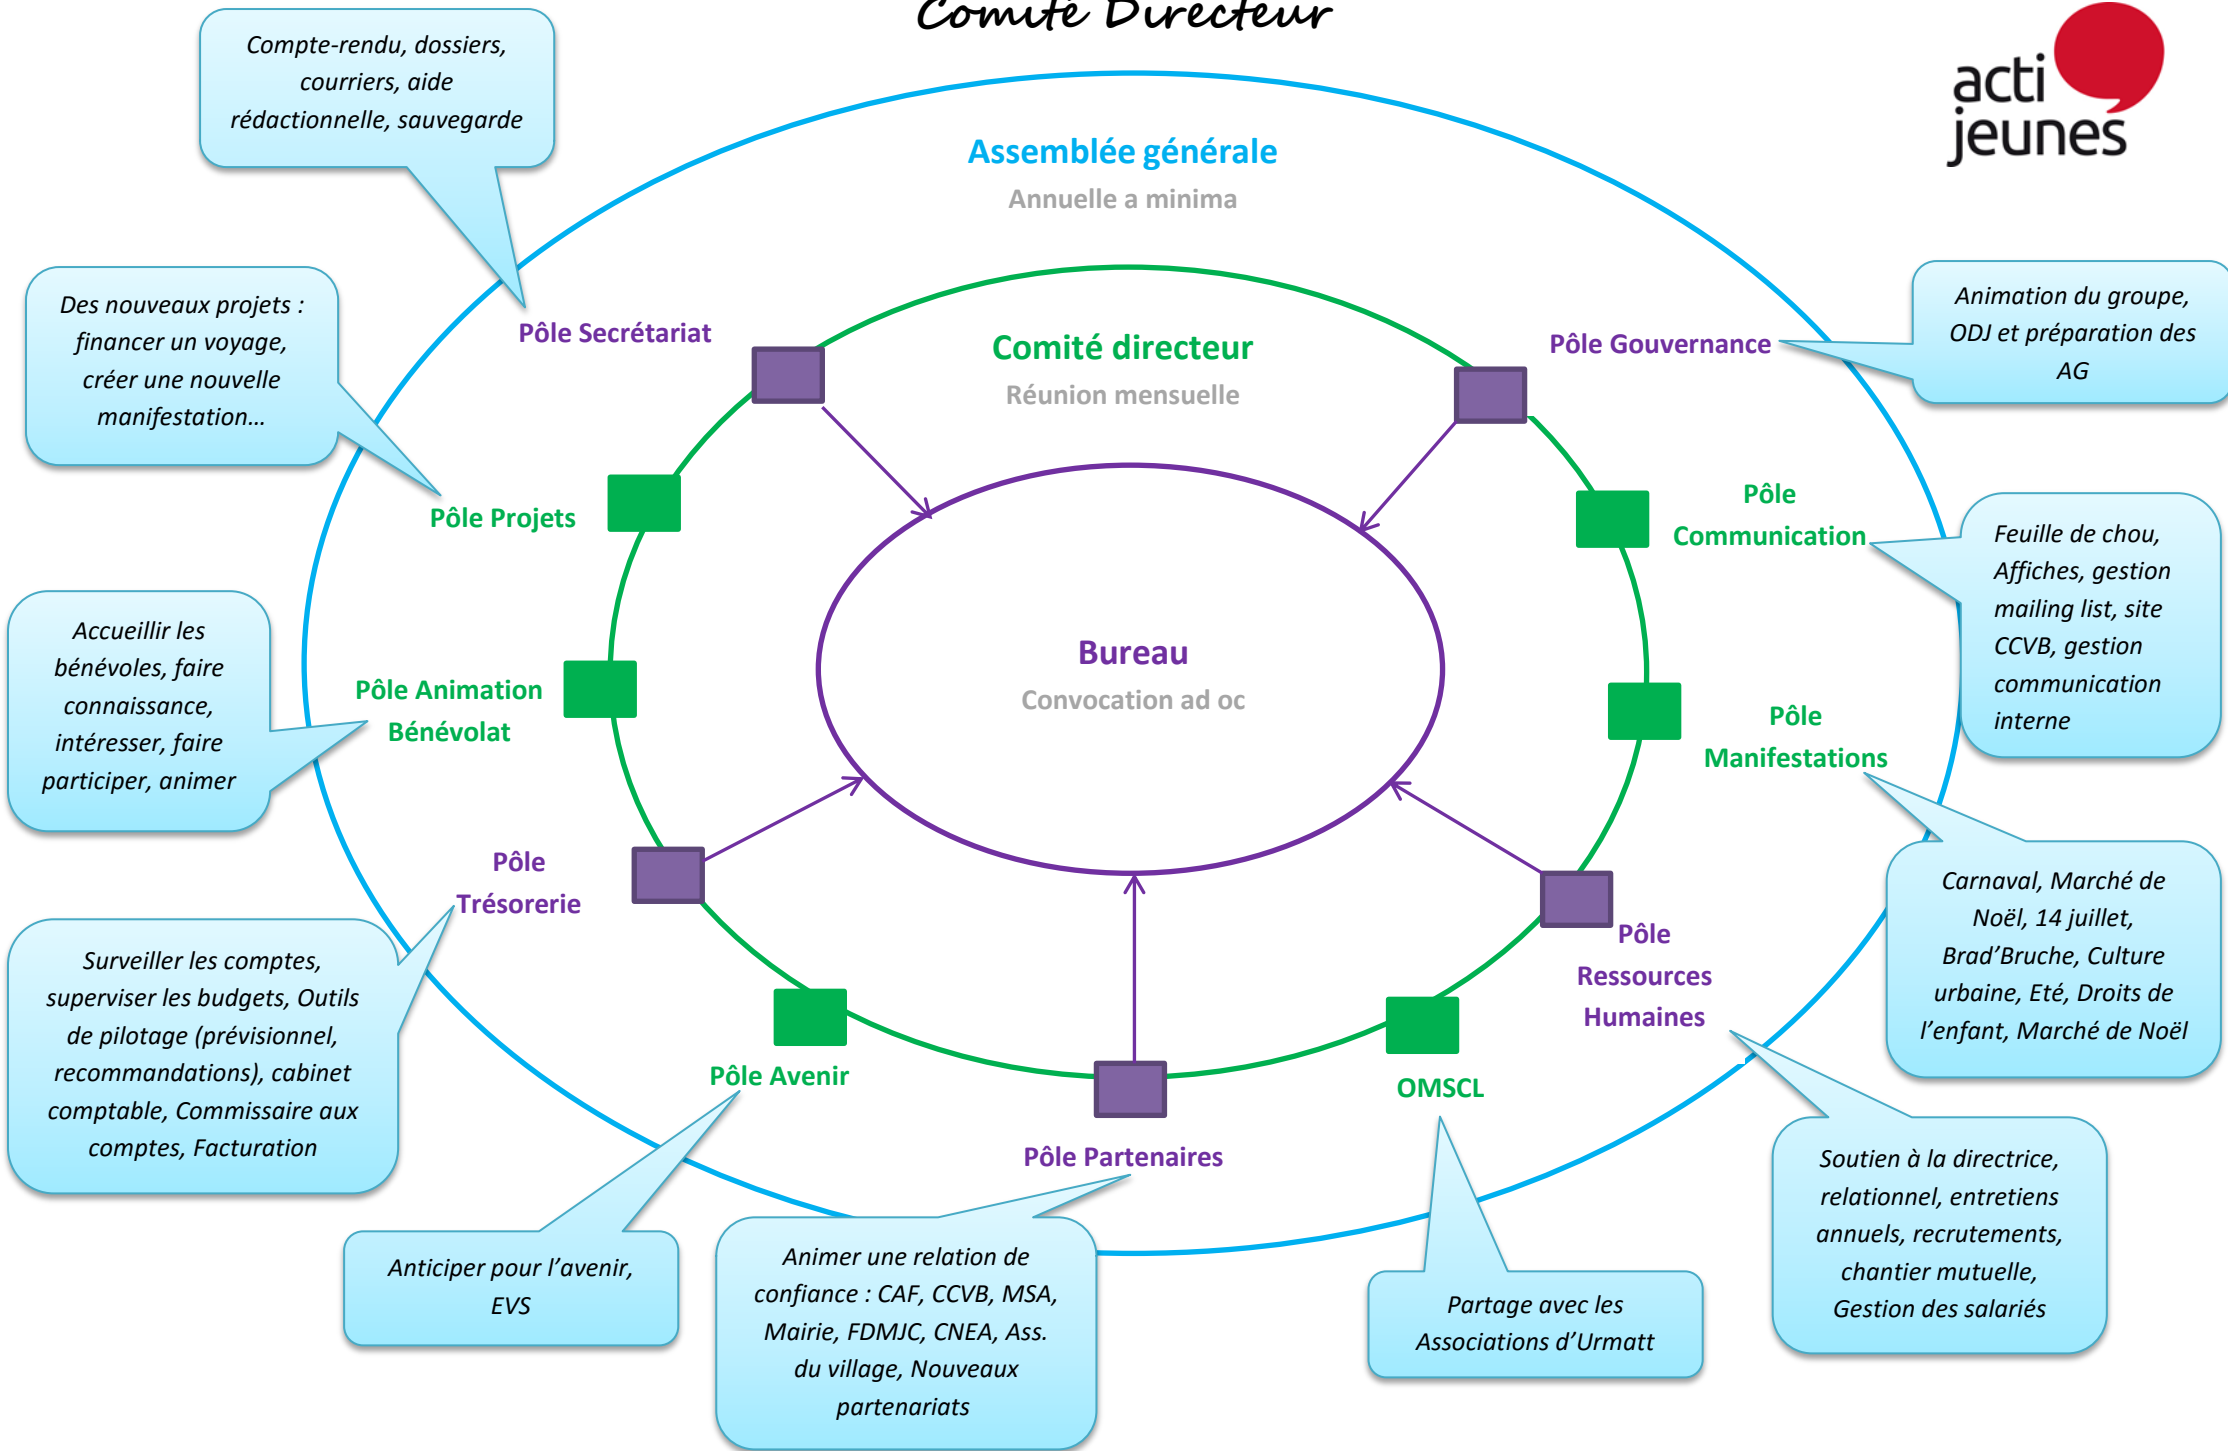 Comité Directeur
acti
jeunes
Compte-rendu, dossiers,
courriers, aide
rédactionnelle, sauvegarde
Assemblée générale
Annuelle a minima
Des nouveaux projets :
financer un voyage,
créer une nouvelle
manifestation…
Pôle Secrétariat
Comité directeur
Réunion mensuelle
Pôle Gouvernance
Animation du groupe,
ODJ et préparation des
AG
Pôle Projets
Pôle
Communication
Feuille de chou,
Affiches, gestion
mailing list, site
CCVB, gestion
communication
interne
Accueillir les
bénévoles, faire
connaissance,
intéresser, faire
participer, animer
Pôle Animation
Bénévolat
Bureau
Convocation ad oc
Pôle
Manifestations
Pôle
Trésorerie
Carnaval, Marché de
Noël, 14 juillet,
Brad’Bruche, Culture
urbaine, Eté, Droits de
l’enfant, Marché de Noël
Surveiller les comptes,
superviser les budgets, Outils
de pilotage (prévisionnel,
recommandations), cabinet
comptable, Commissaire aux
comptes, Facturation
Pôle
Ressources
Humaines
Pôle Avenir
OMSCL
Pôle Partenaires
Soutien à la directrice,
relationnel, entretiens
annuels, recrutements,
chantier mutuelle,
Gestion des salariés
Anticiper pour l’avenir,
EVS
Animer une relation de
confiance : CAF, CCVB, MSA,
Mairie, FDMJC, CNEA, Ass.
du village, Nouveaux
partenariats
Partage avec les
Associations d’Urmatt